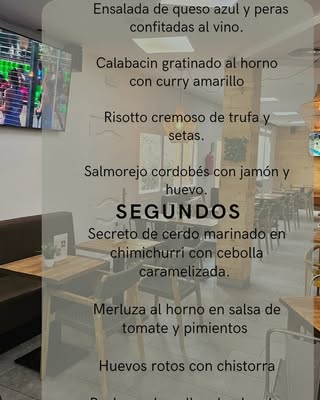 Ensalada de queso azul y peras
confitadas al vino.
Calabacin gratinado al horno
con curry amarillo
Risotto cremoso de trufa y
setas.
Salmorejo cordobés con jamón y
huevo.
SEGUNDOS
Secreto de cerdo marinado en
chimichurri con cebolla
caramelizada.
Merluza al horno en salsa de
tomate y pimientos
Huevos rotos con chistorra